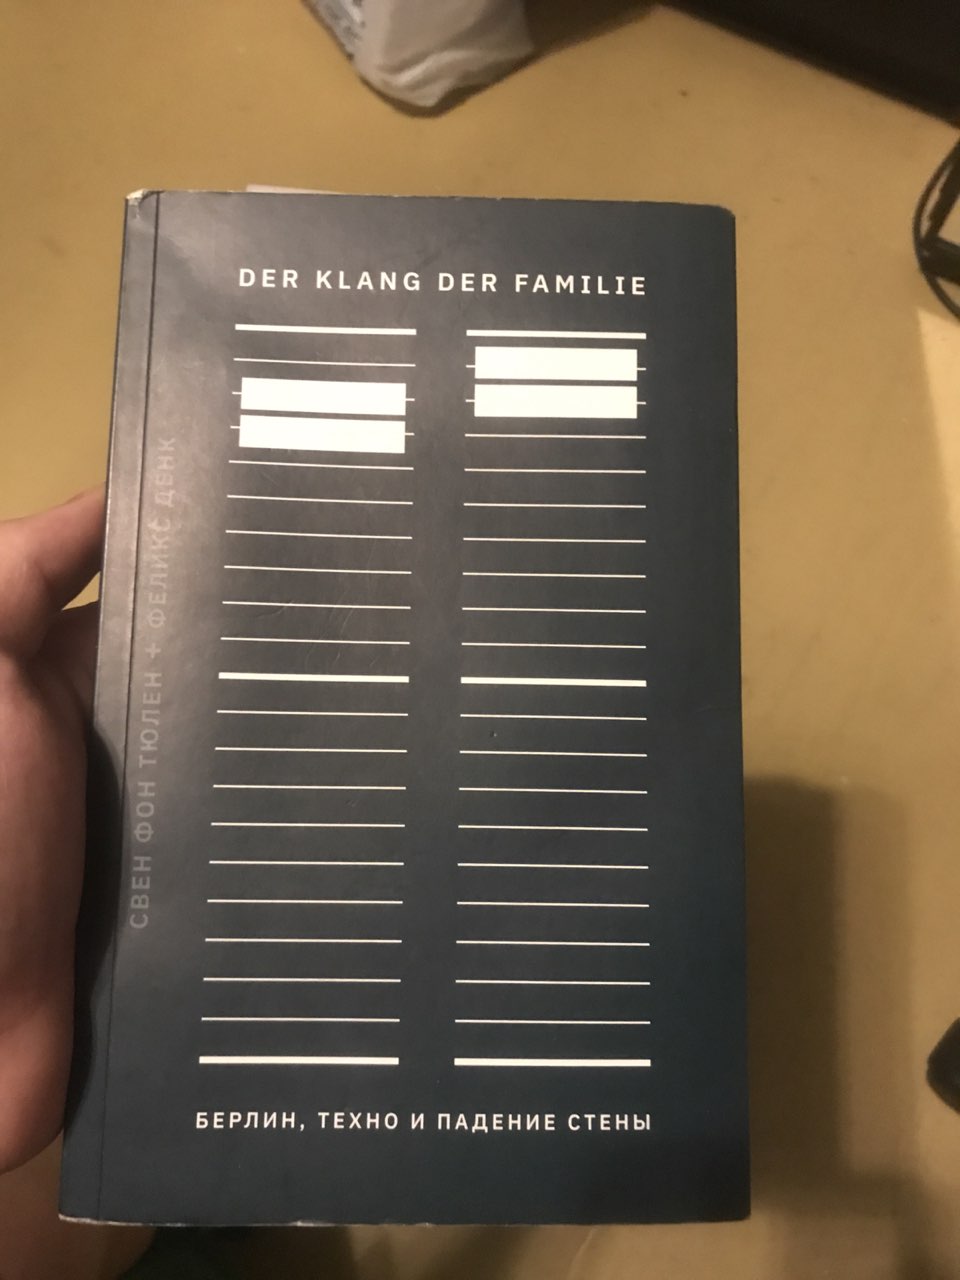 DER KLANG DER FAMILIE
СВЕН ФОН ТЮЛЕН + ФЕЛИКС ДЕНК
БЕРЛИН, ТЕХНО И ПАДЕНИЕ СТЕНЫ